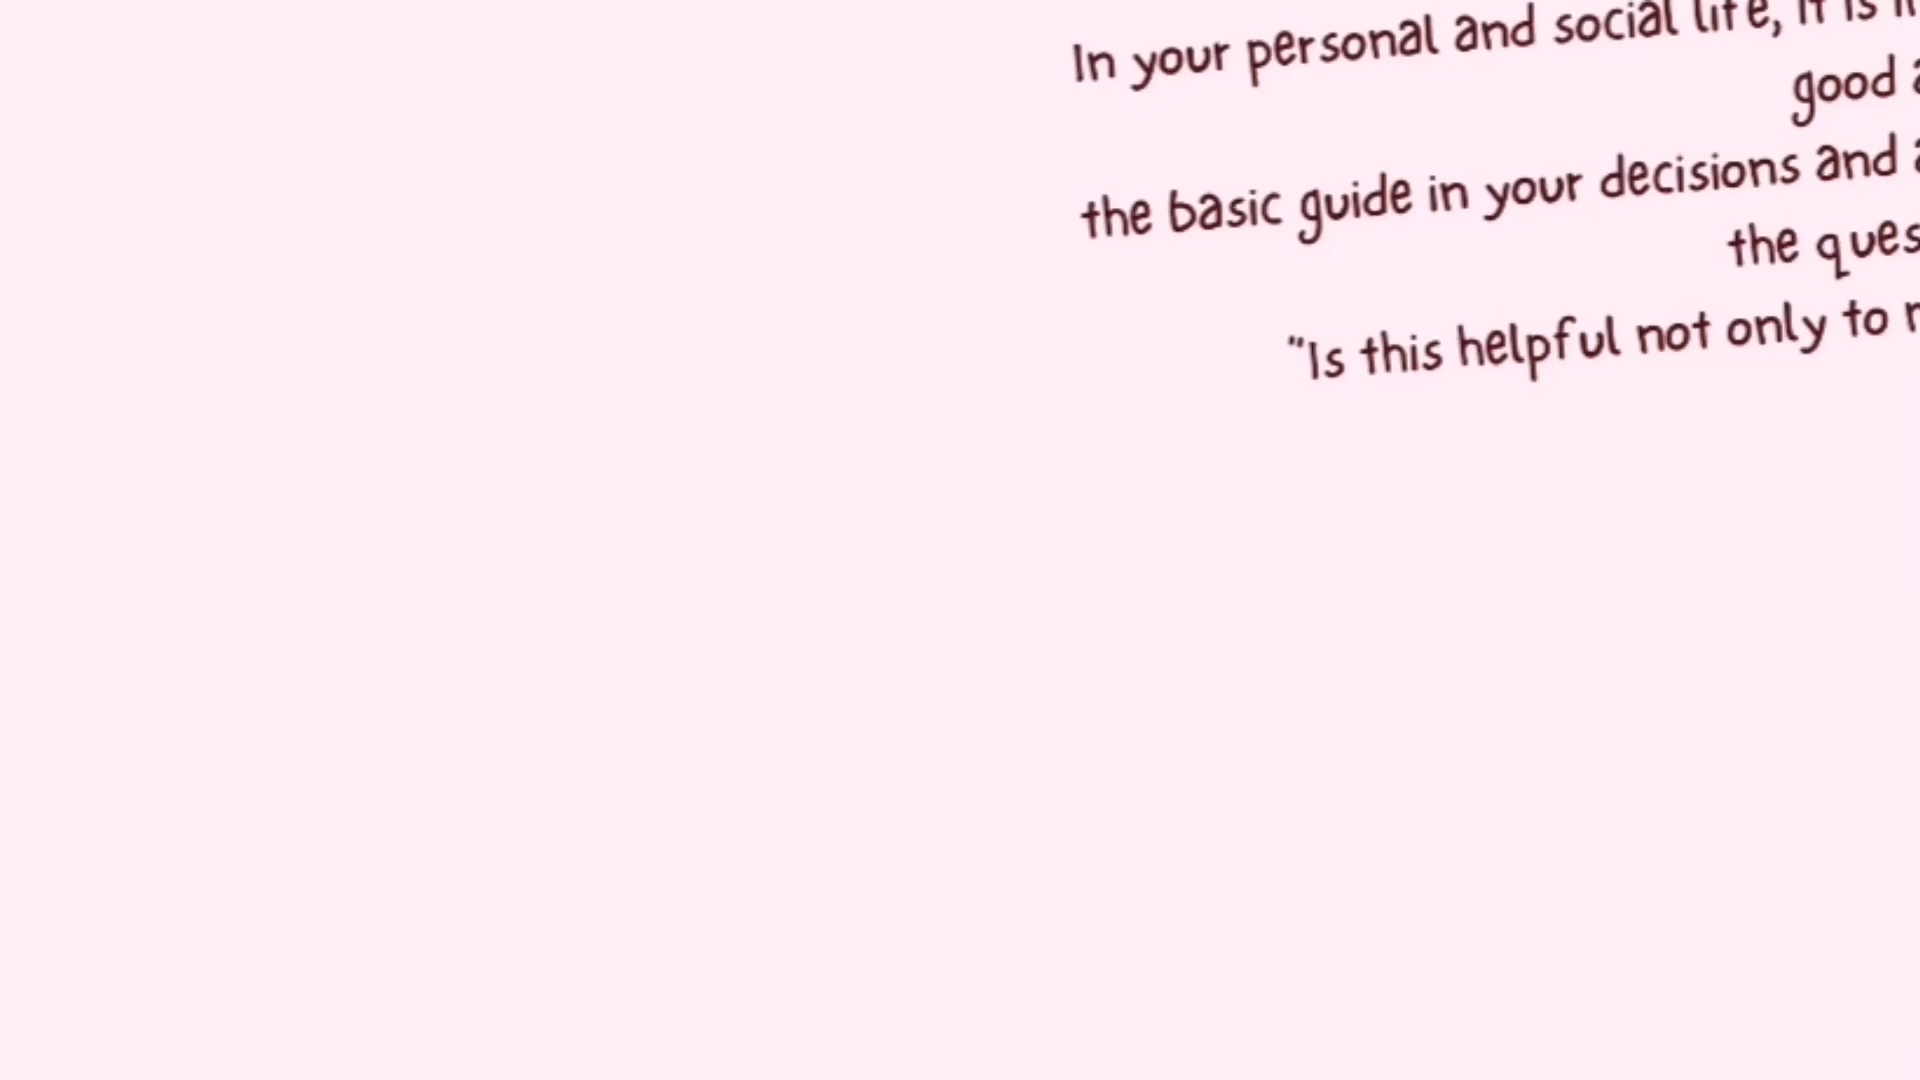 In your personal and social life, it is
good
the basic guide in your decisions and
the
"Is this helpful not only to